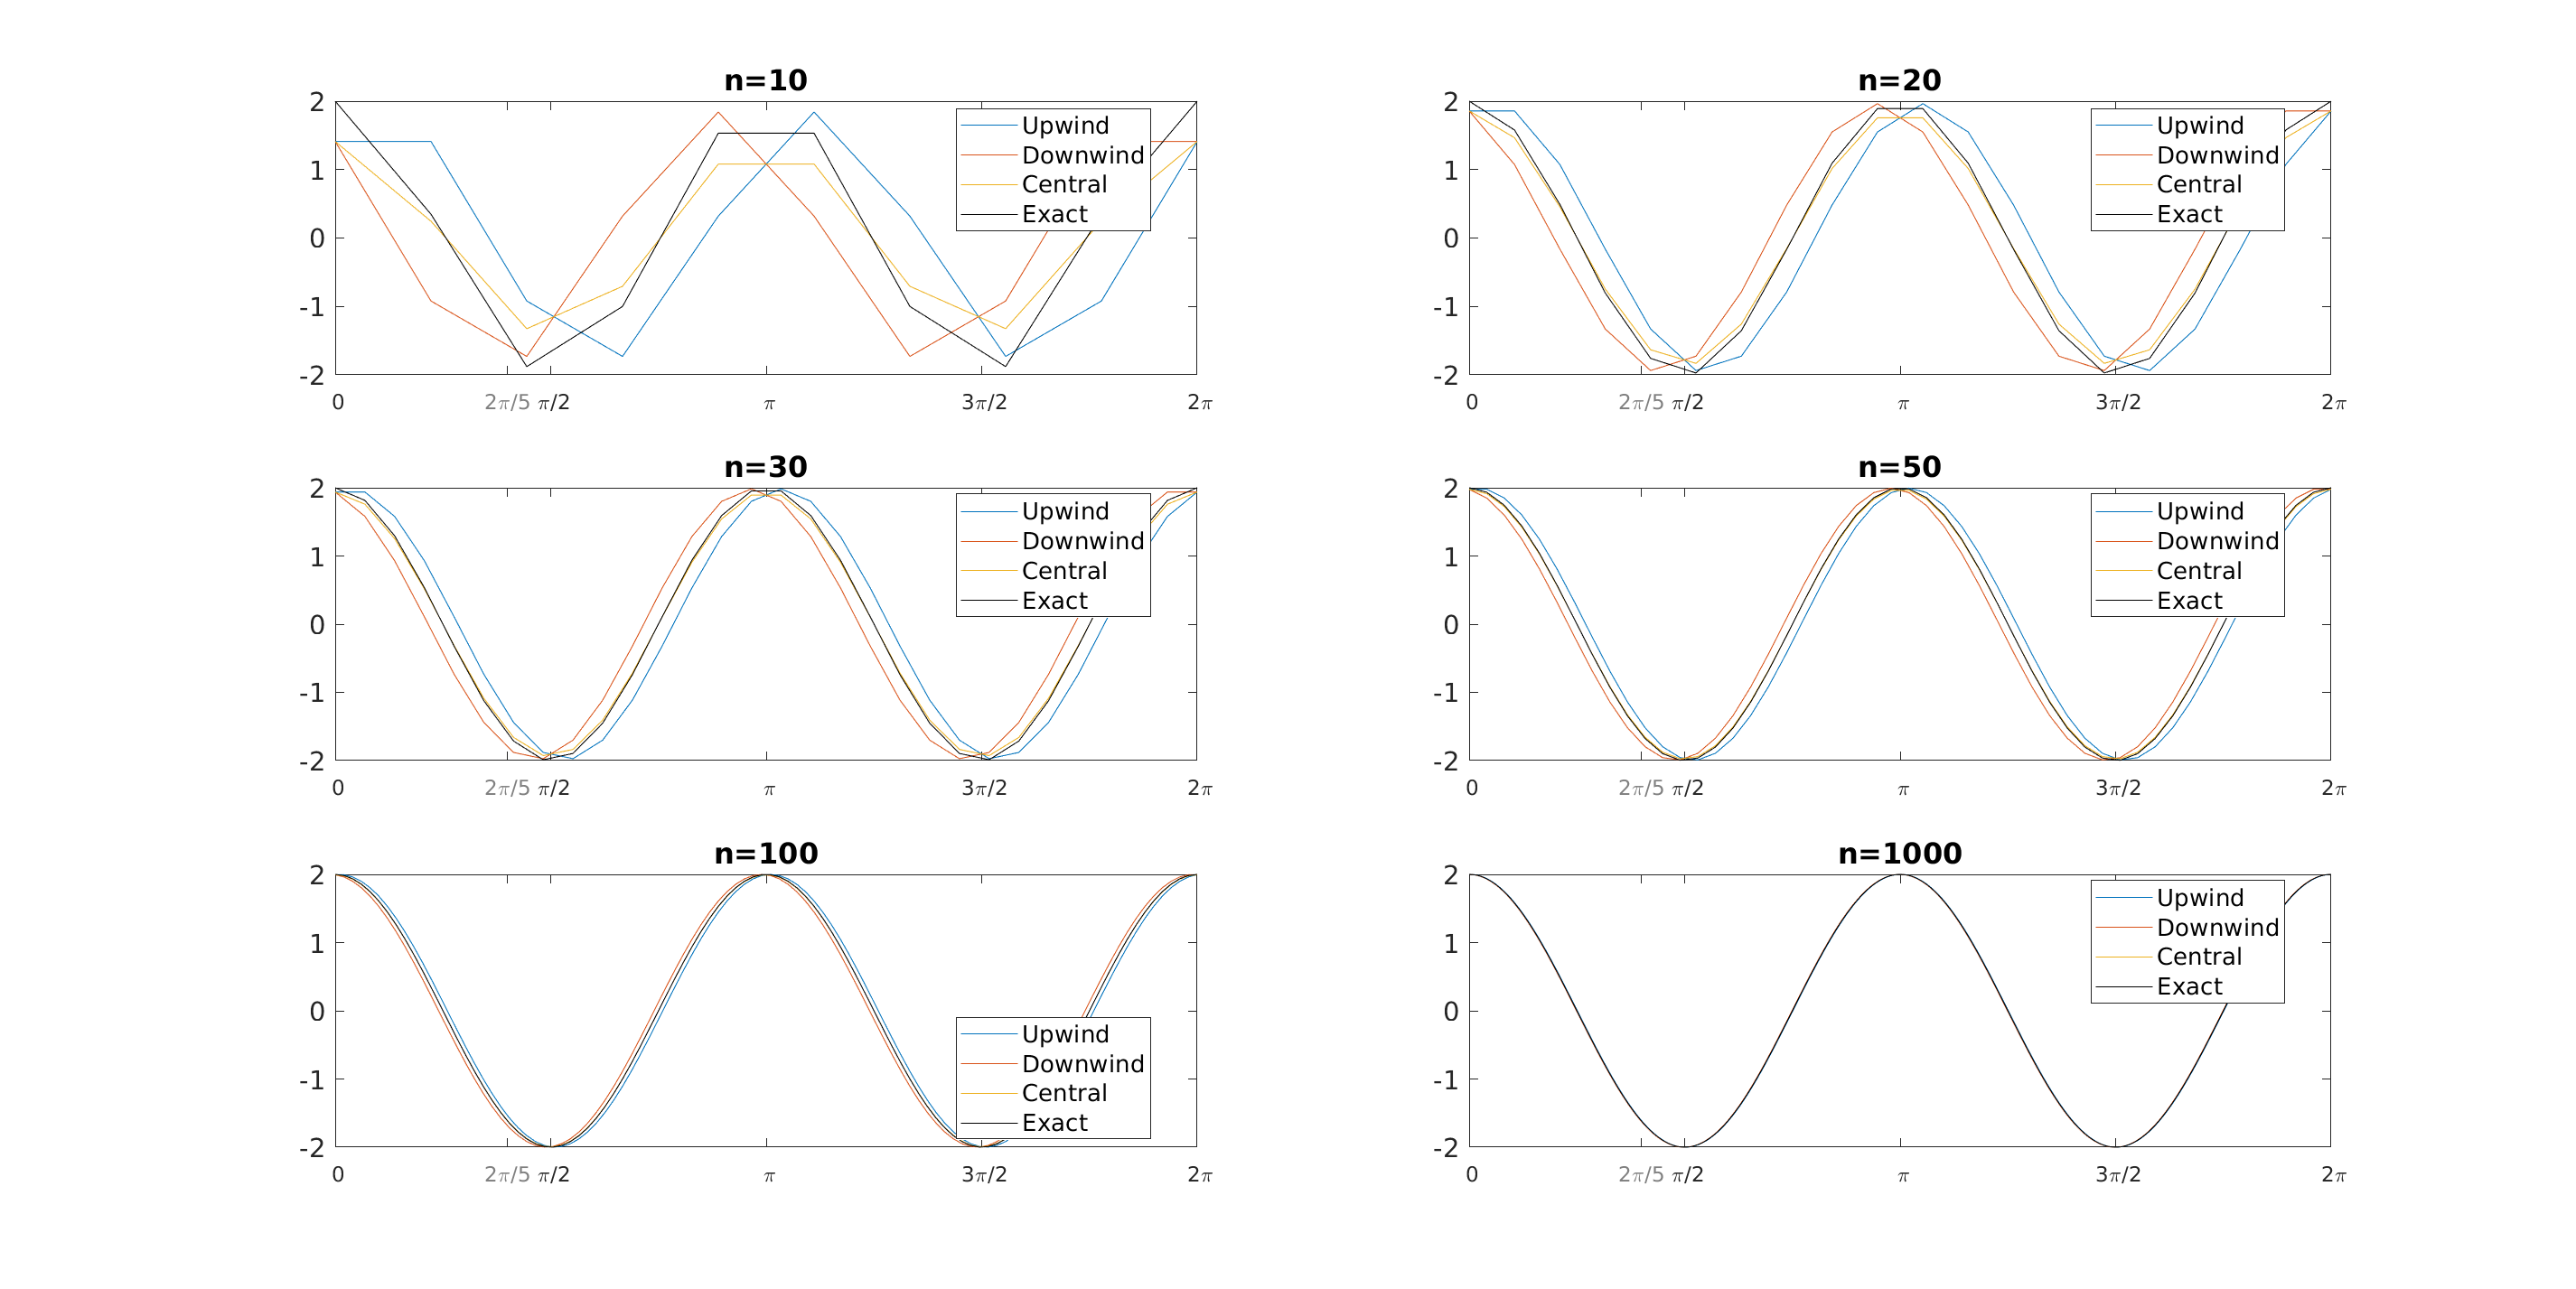 n=10
2
1
0
-1
-2
0 2π/5 π/2 π 3π/2 2π
Upwind
Downwind
Central
Exact
n=20
2
1
0
-1
-2
0 2π/5 π/2 π 3π/2 2π
Upwind
Downwind
Central
Exact
n=30
2
1
0
-1
-2
0 2π/5 π/2 π 3π/2 2π
Upwind
Downwind
Central
Exact
n=50
2
1
0
-1
-2
0 2π/5 π/2 π 3π/2 2π
Upwind
Downwind
Central
Exact
n=100
2
1
0
-1
-2
0 2π/5 π/2 π 3π/2 2π
Upwind
Downwind
Central
Exact
n=1000
2
1
0
-1
-2
0 2π/5 π/2 π 3π/2 2π
Upwind
Downwind
Central
Exact